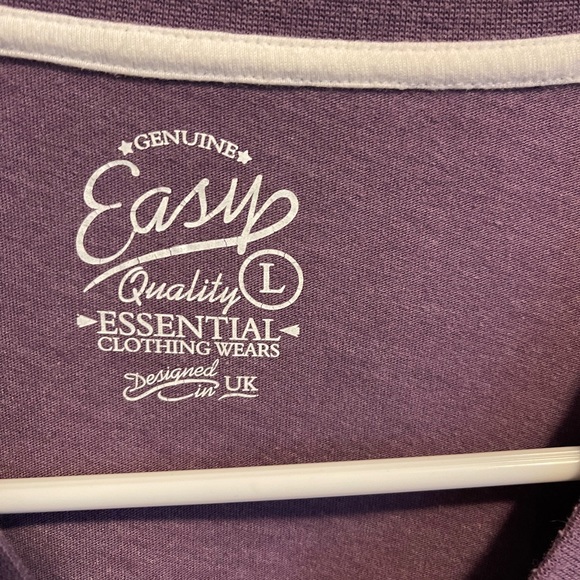 GENUINE
Easy
Quality L
ESSENTIAL
CLOTHING WEARS
Designed in UK